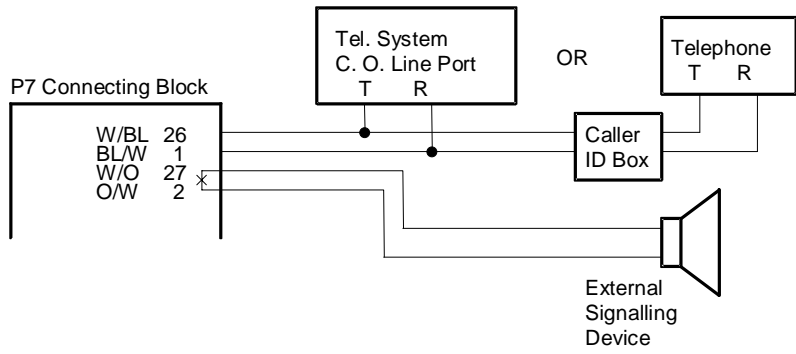 Tel. System
C. O. Line Port
T R
OR
Telephone
T R
P7 Connecting Block
W/BL 26
BL/W 1
W/O 27
O/W 2
Caller
ID Box
External
Signalling
Device